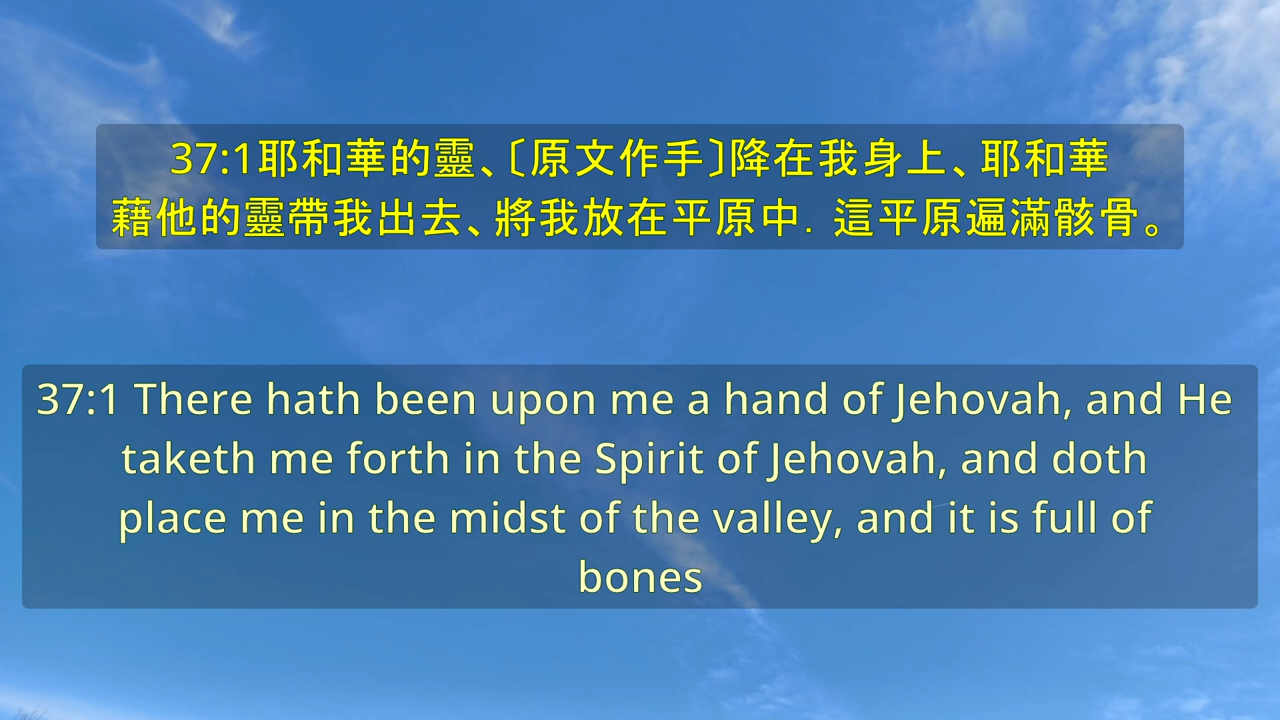 37:1耶和華的靈、〔原文作手〕降在我身上、耶和華
藉他的靈帶我出去、將我放在平原中．這平原遍滿骸骨。
37:1 There hath been upon me a hand of Jehovah, and He
taketh me forth in the Spirit of Jehovah, and doth
place me in the midst of the valley, and it is full of
bones